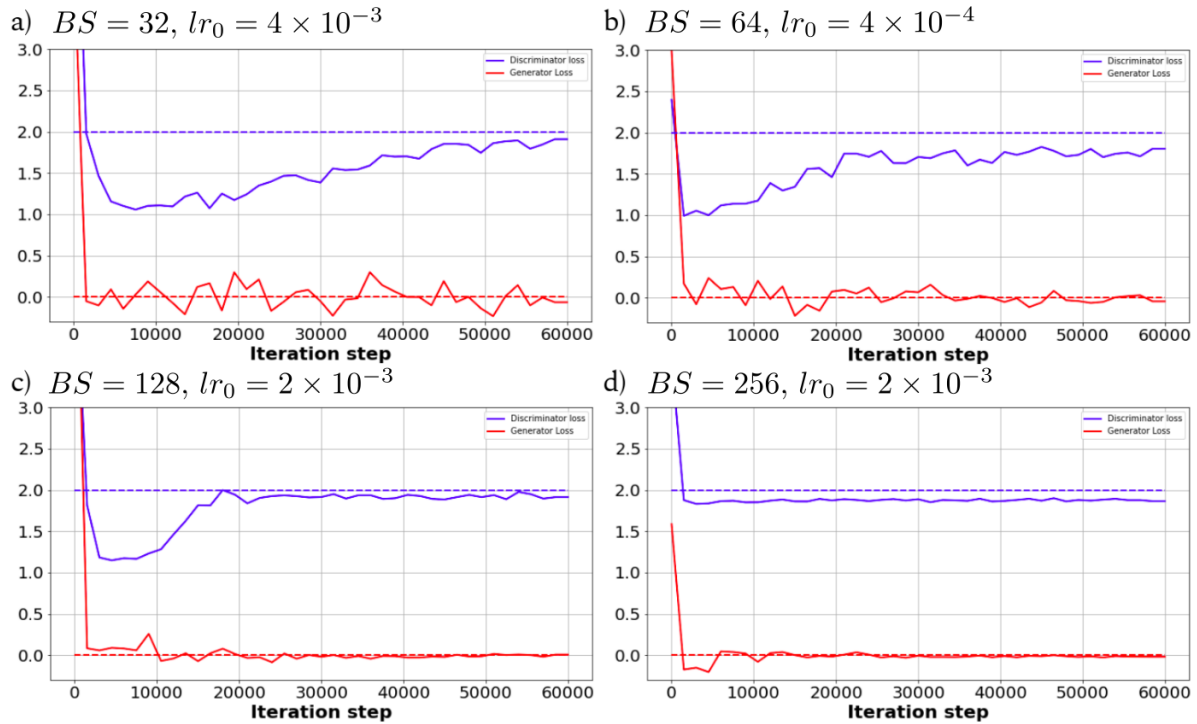 a) BS = 32, lr₀ = 4 × 10⁻³
3.0
2.5
2.0
1.5
1.0
0.5
0.0
Discriminator loss
Generator Loss
0 10000 20000 30000 40000 50000 60000
Iteration step
b) BS = 64, lr₀ = 4 × 10⁻⁴
3.0
2.5
2.0
1.5
1.0
0.5
0.0
Discriminator loss
Generator Loss
0 10000 20000 30000 40000 50000 60000
Iteration step
c) BS = 128, lr₀ = 2 × 10⁻³
3.0
2.5
2.0
1.5
1.0
0.5
0.0
Discriminator loss
Generator Loss
0 10000 20000 30000 40000 50000 60000
Iteration step
d) BS = 256, lr₀ = 2 × 10⁻³
3.0
2.5
2.0
1.5
1.0
0.5
0.0
Discriminator loss
Generator Loss
0 10000 20000 30000 40000 50000 60000
Iteration step